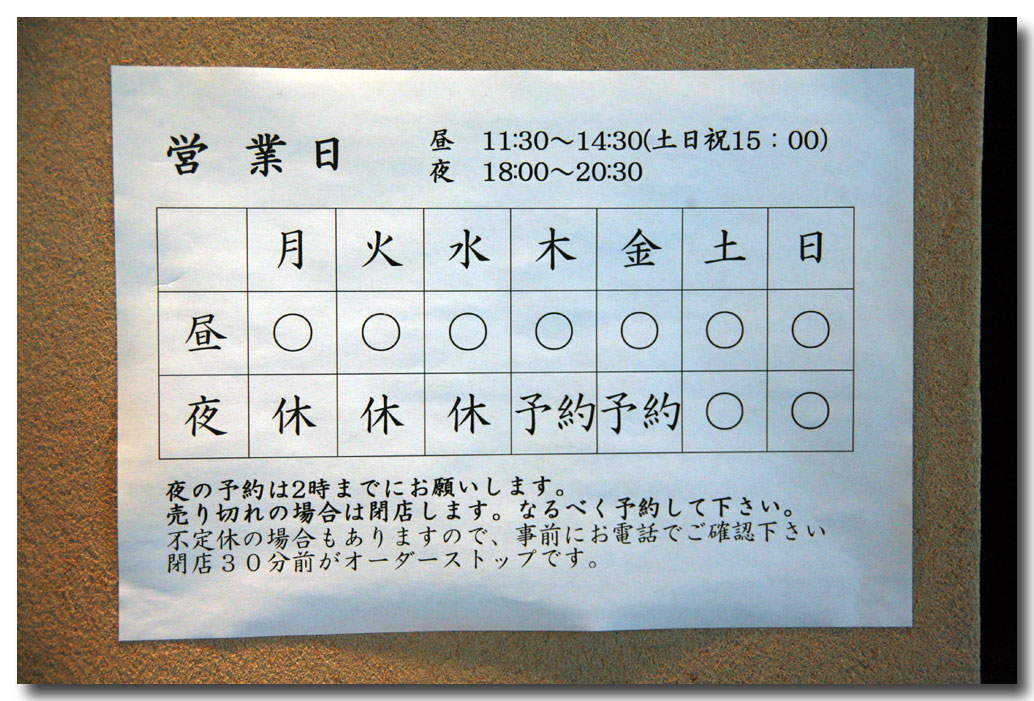 営業日
昼 11:30～14:30(土日祝15：00)
夜 18:00～20:30
月 火 水 木 金 土 日
昼 ○ ○ ○ ○ ○ ○ ○
夜 休 休 休 予約 予約 ○ ○
夜の予約は2時までにお願いします。
売り切れの場合は閉店します。なるべく予約して下さい。
不定休の場合もありますので、事前にお電話でご確認下さい
閉店３０分前がオーダーストップです。